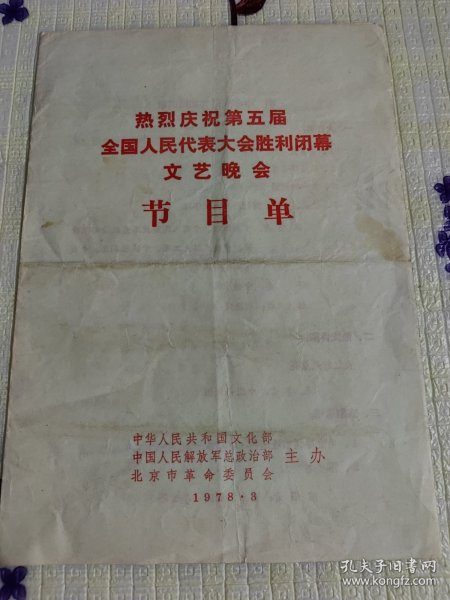 热烈庆祝第五届
全国人民代表大会胜利闭幕
文艺晚会
节目单
中华人民共和国文化部
中国人民解放军总政治部 主办
北京市革命委员会
1978·3
孔夫子旧书网
www.kongfz.com